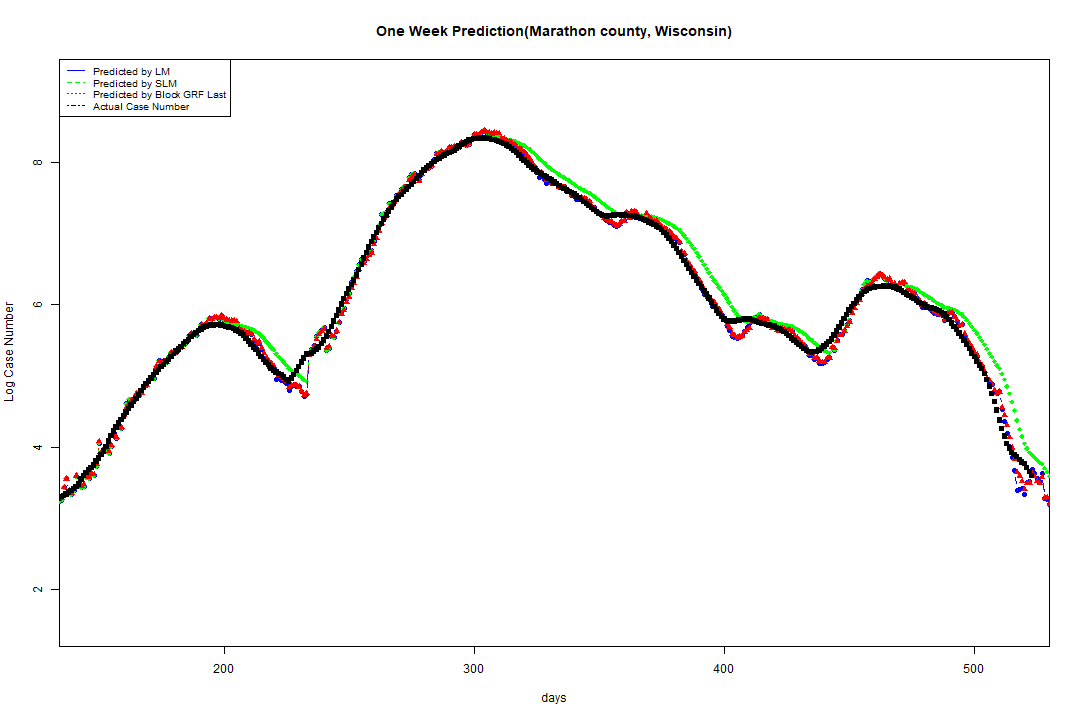 One Week Prediction(Marathon county, Wisconsin)
Predicted by LM
Predicted by SLM
Predicted by Block GRF Last
Actual Case Number
8
6
4
2
Log Case Number
200 300 400 500
days